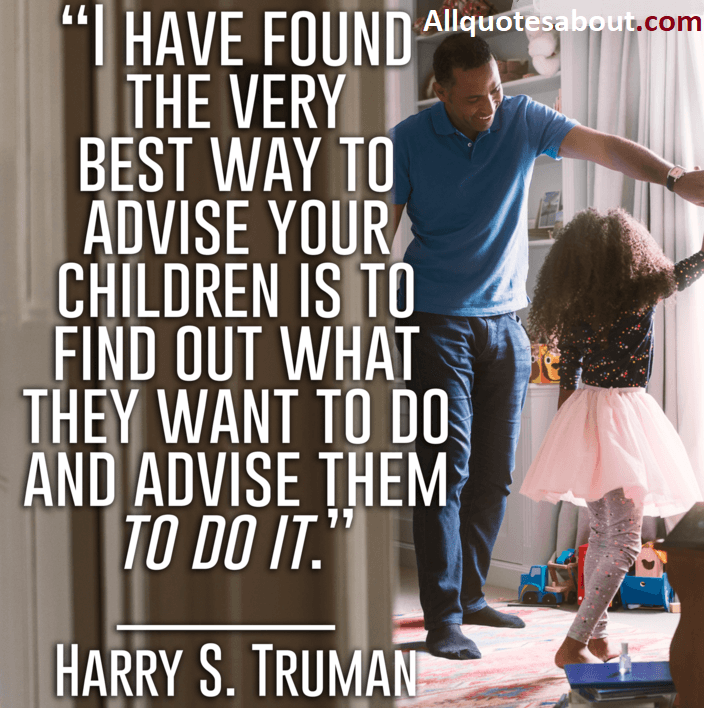 Allquotesabout.com
“I HAVE FOUND
THE VERY
BEST WAY TO
ADVISE YOUR
CHILDREN IS TO
FIND OUT WHAT
THEY WANT TO DO
AND ADVISE THEM
TO DO IT.”
HARRY S. TRUMAN